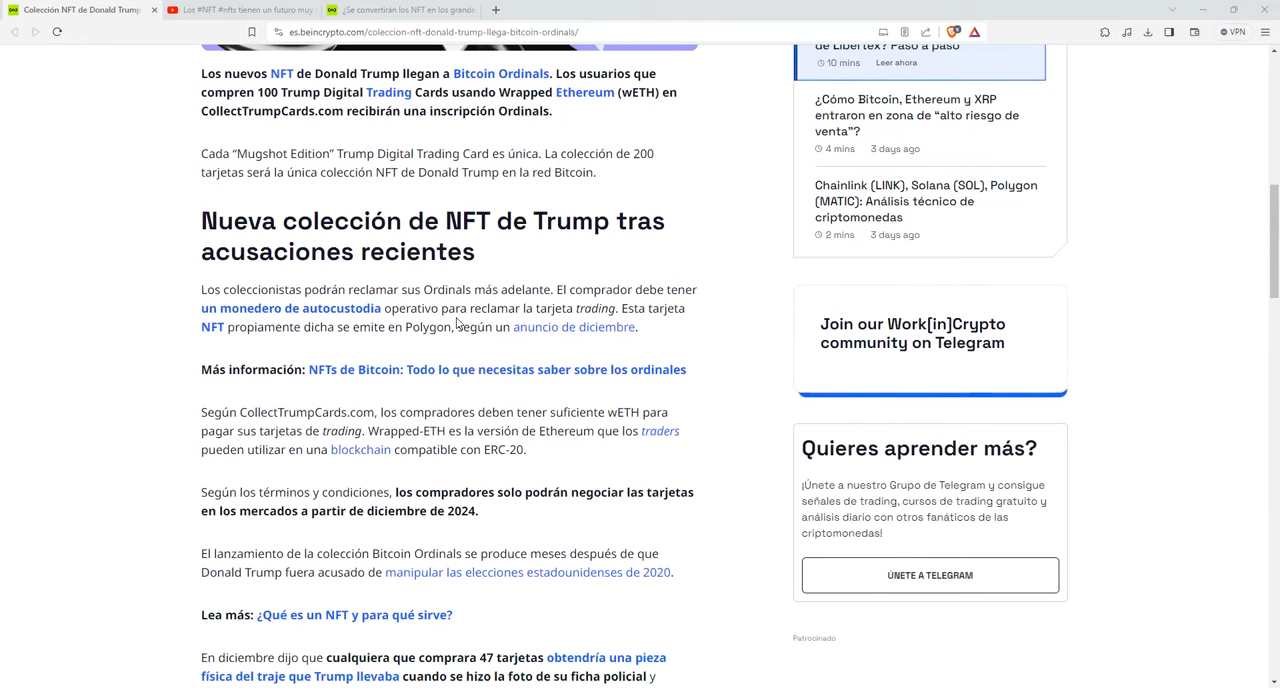 Colección NFT de Donald Trump
Los #NFT #nfts tienen un futuro muy
¿Se convertirán los NFT en los grande
es.beincrypto.com/coleccion-nft-donald-trump-llega-bitcoin-ordinals/
VPN
Los nuevos NFT de Donald Trump llegan a Bitcoin Ordinals. Los usuarios que
compren 100 Trump Digital Trading Cards usando Wrapped Ethereum (wETH) en
CollectTrumpCards.com recibirán una inscripción Ordinals.
Cada “Mugshot Edition” Trump Digital Trading Card es única. La colección de 200
tarjetas será la única colección NFT de Donald Trump en la red Bitcoin.
Nueva colección de NFT de Trump tras
acusaciones recientes
Los coleccionistas podrán reclamar sus Ordinals más adelante. El comprador debe tener
un monedero de autocustodia operativo para reclamar la tarjeta trading. Esta tarjeta
NFT propiamente dicha se emite en Polygon, según un anuncio de diciembre.
Más información: NFTs de Bitcoin: Todo lo que necesitas saber sobre los ordinales
Según CollectTrumpCards.com, los compradores deben tener suficiente wETH para
pagar sus tarjetas de trading. Wrapped-ETH es la versión de Ethereum que los traders
pueden utilizar en una blockchain compatible con ERC-20.
Según los términos y condiciones, los compradores solo podrán negociar las tarjetas
en los mercados a partir de diciembre de 2024.
El lanzamiento de la colección Bitcoin Ordinals se produce meses después de que
Donald Trump fuera acusado de manipular las elecciones estadounidenses de 2020.
Lea más: ¿Qué es un NFT y para qué sirve?
En diciembre dijo que cualquiera que comprara 47 tarjetas obtendría una pieza
física del traje que Trump llevaba cuando se hizo la foto de su ficha policial y
de Libertex? Paso a paso
10 mins Leer ahora
¿Cómo Bitcoin, Ethereum y XRP
entraron en zona de “alto riesgo de
venta”?
4 mins 3 days ago
Chainlink (LINK), Solana (SOL), Polygon
(MATIC): Análisis técnico de
criptomonedas
2 mins 3 days ago
Join our Work[in]Crypto
community on Telegram
Quieres aprender más?
¡Únete a nuestro Grupo de Telegram y consigue
señales de trading, cursos de trading gratuito y
análisis diario con otros fanáticos de las
criptomonedas!
ÚNETE A TELEGRAM
Patrocinado